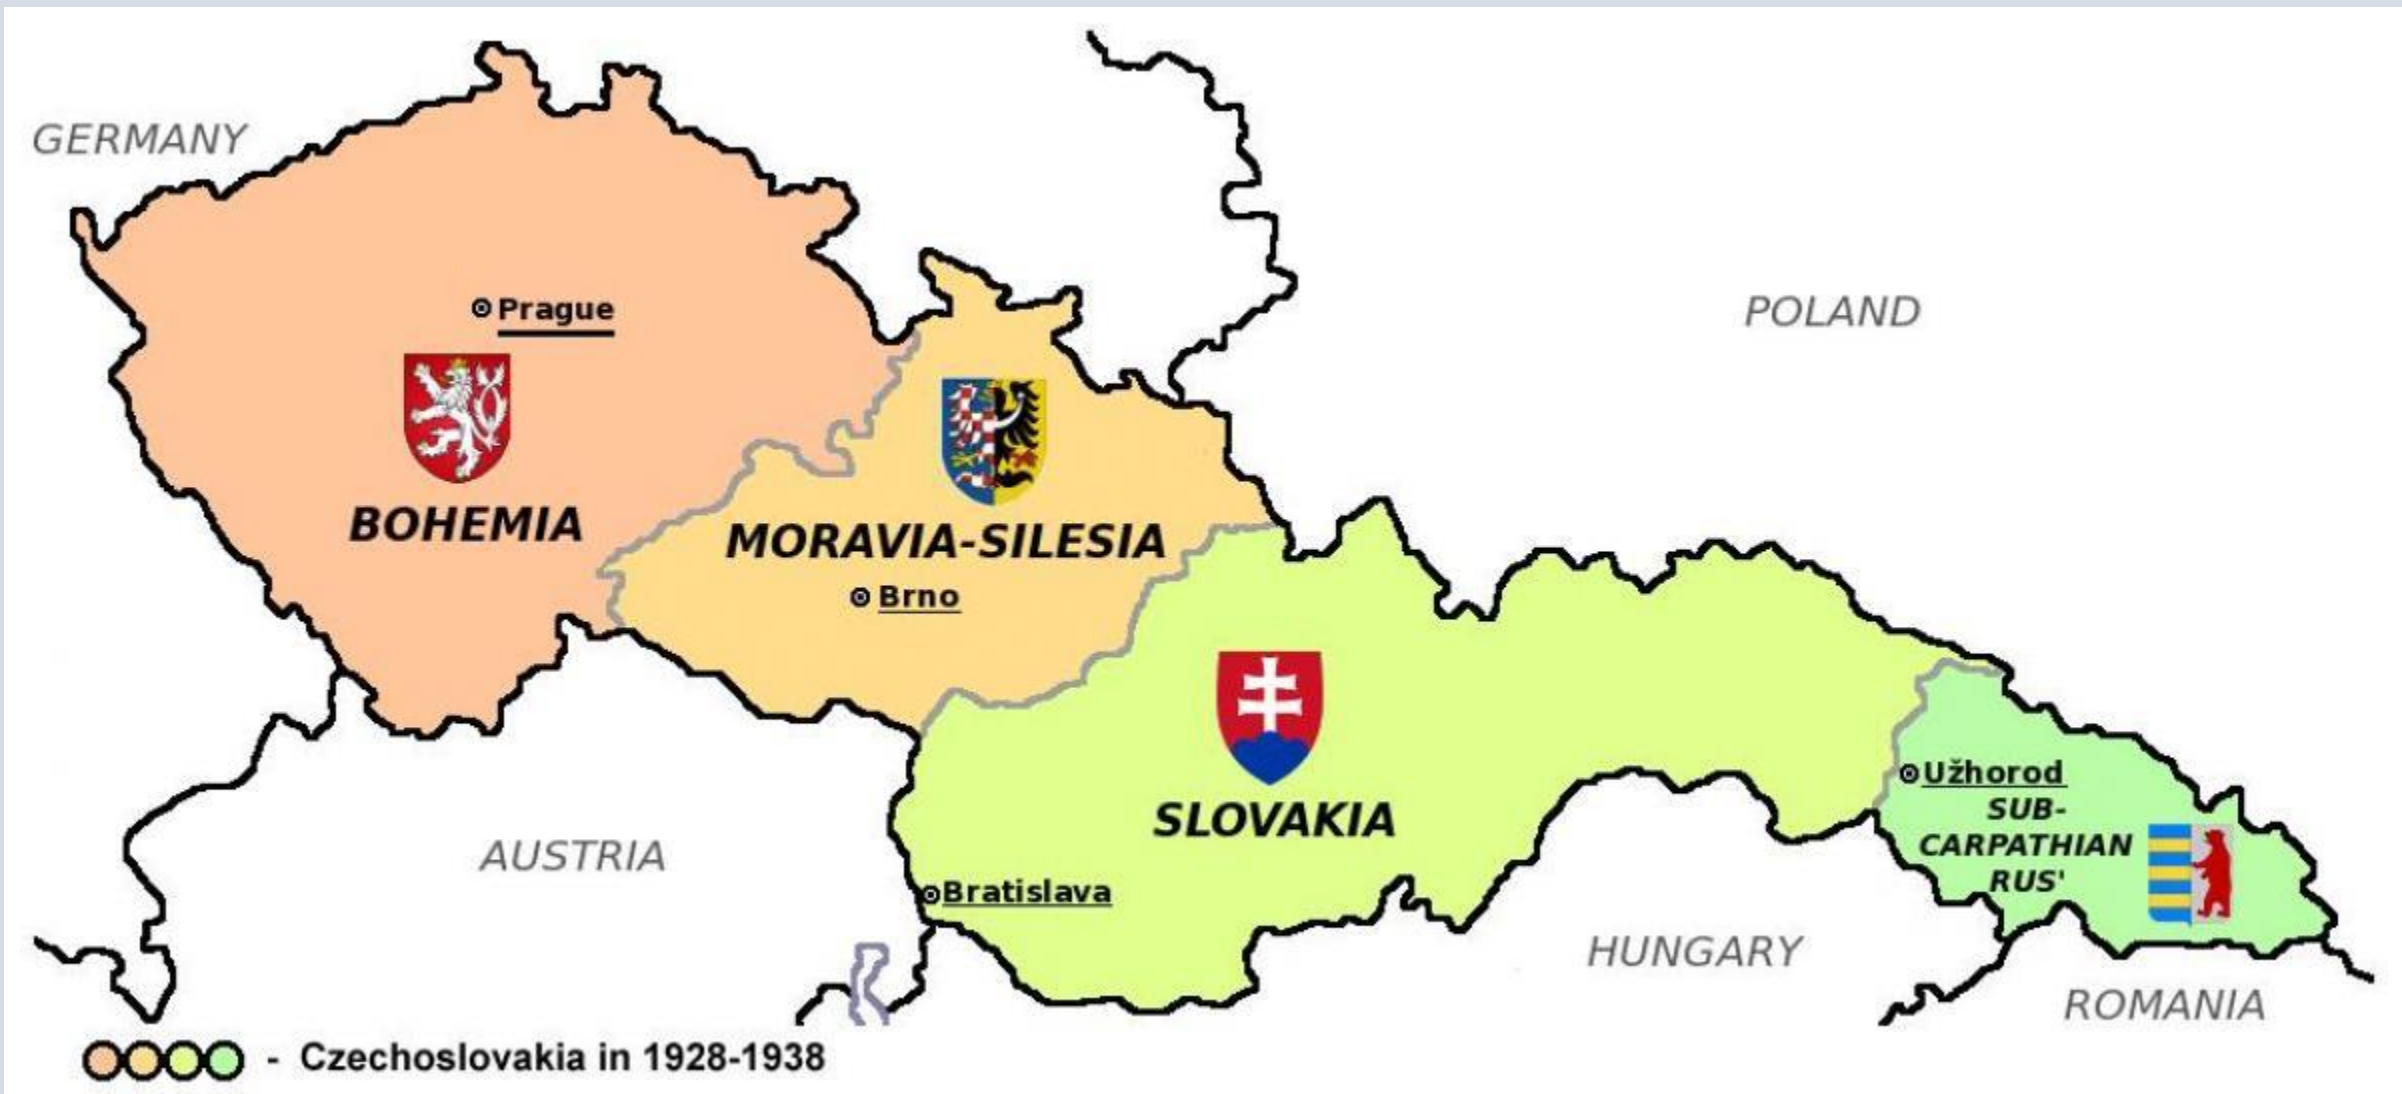 GERMANY
POLAND
Prague
BOHEMIA
MORAVIA-SILESIA
Brno
SLOVAKIA
Užhorod
SUB-
CARPATHIAN
RUS'
AUSTRIA
Bratislava
HUNGARY
ROMANIA
- Czechoslovakia in 1928-1938